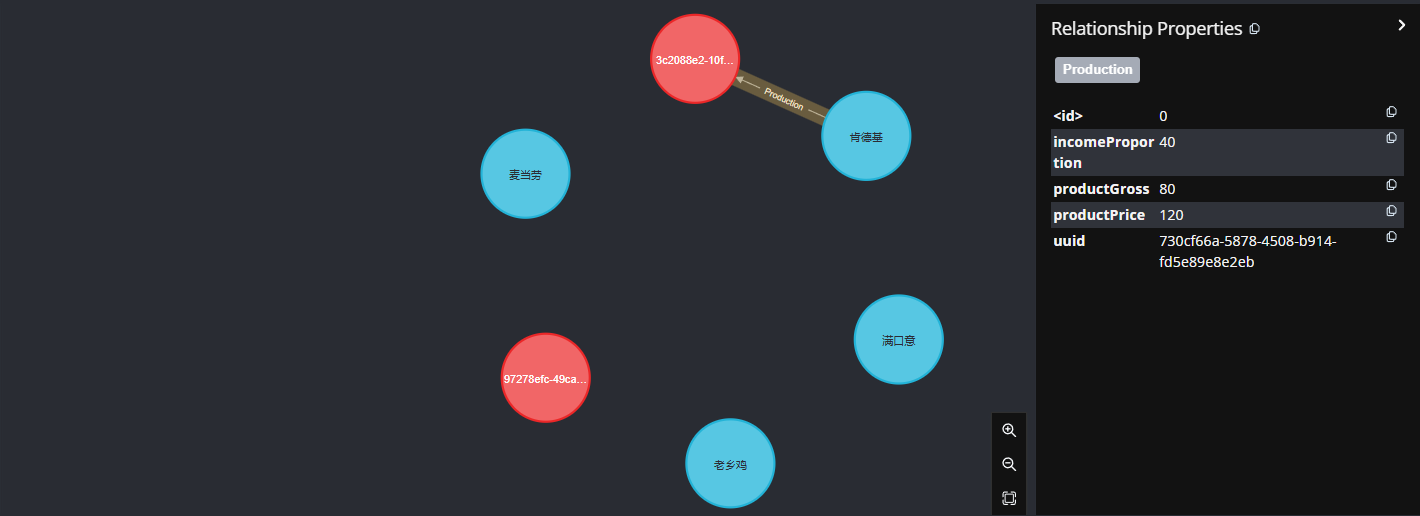 3c2088e2-10f...
Production
肯德基
麦当劳
满口意
97278efc-49ca...
老乡鸡
Relationship Properties
Production
<id> 0
incomePropor 40
tion
productGross 80
productPrice 120
uuid 730cf66a-5878-4508-b914-
fd5e89e8e2eb